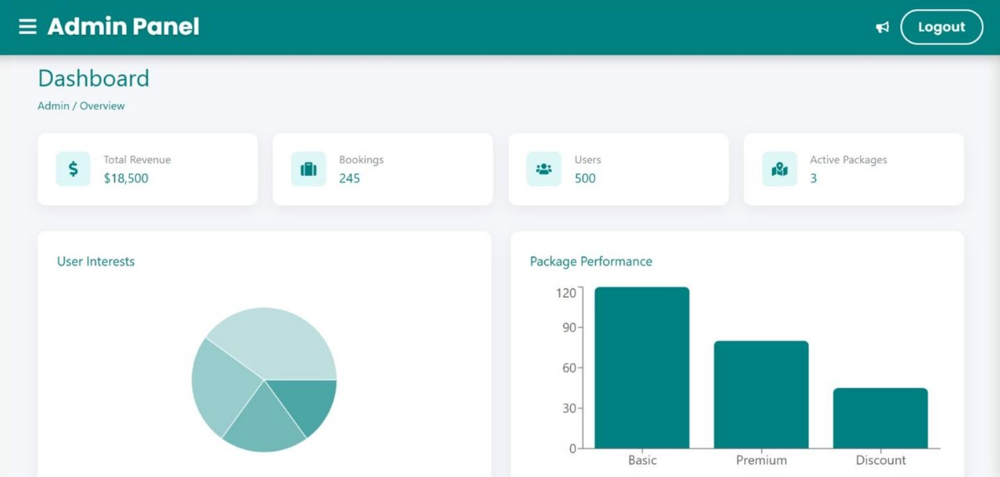 Admin Panel
Logout
Dashboard
Admin / Overview
Total Revenue
$18,500
Bookings
245
Users
500
Active Packages
3
User Interests
Package Performance
120
90
60
30
0
Basic Premium Discount